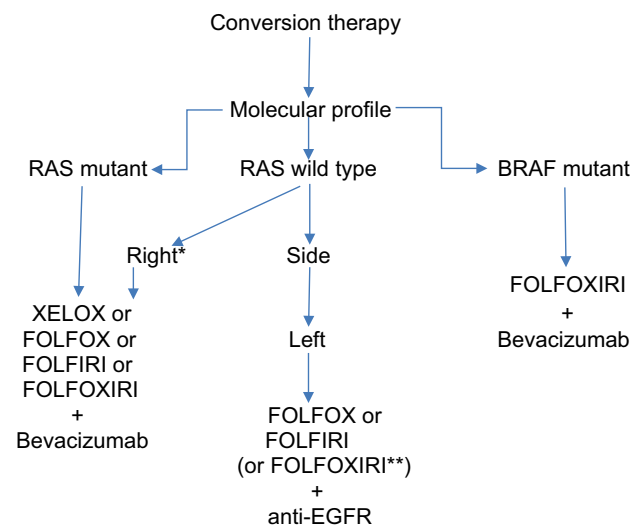 Conversion therapy
Molecular profile
RAS mutant
RAS wild type
BRAF mutant
Right*
Side
XELOX or
FOLFOX or
FOLFIRI or
FOLFOXIRI
+
Bevacizumab
Left
FOLFOX or
FOLFIRI
(or FOLFOXIRI**)
+
anti-EGFR
FOLFOXIRI
+
Bevacizumab